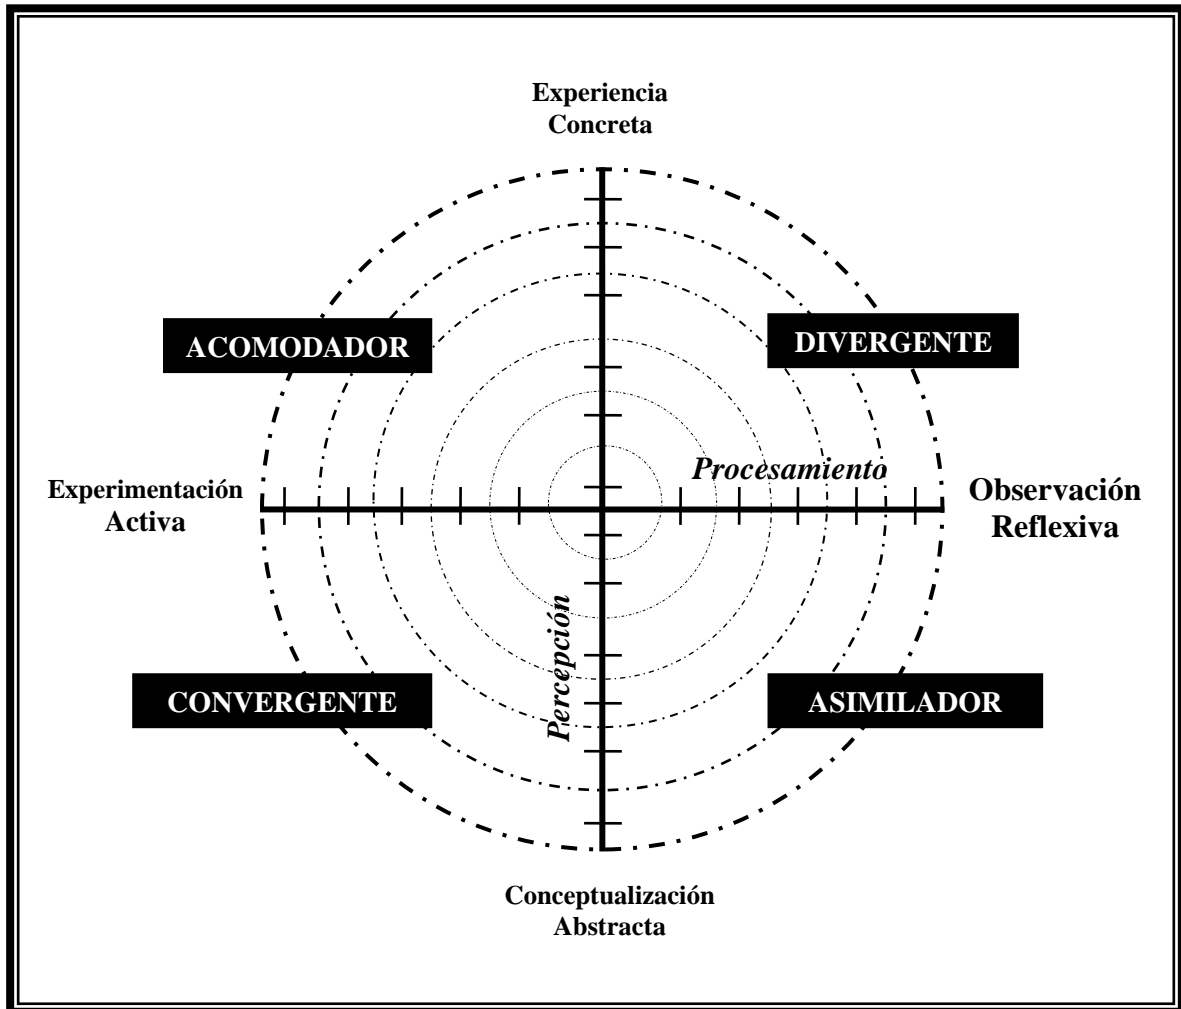 Experiencia
Concreta
ACOMODADOR
DIVERGENTE
Procesamiento
Experimentación
Activa
Observación
Reflexiva
Percepción
CONVERGENTE
ASIMILADOR
Conceptualización
Abstracta